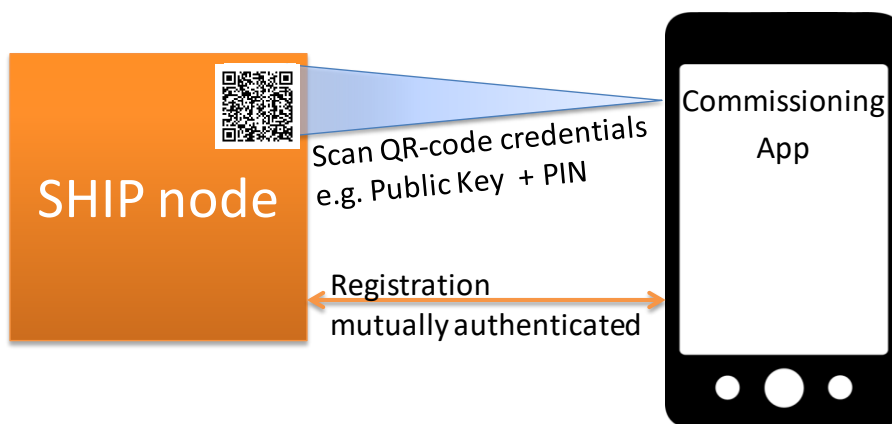 SHIP node
Scan QR-code credentials
e.g. Public Key + PIN
Commissioning
App
Registration
mutually authenticated